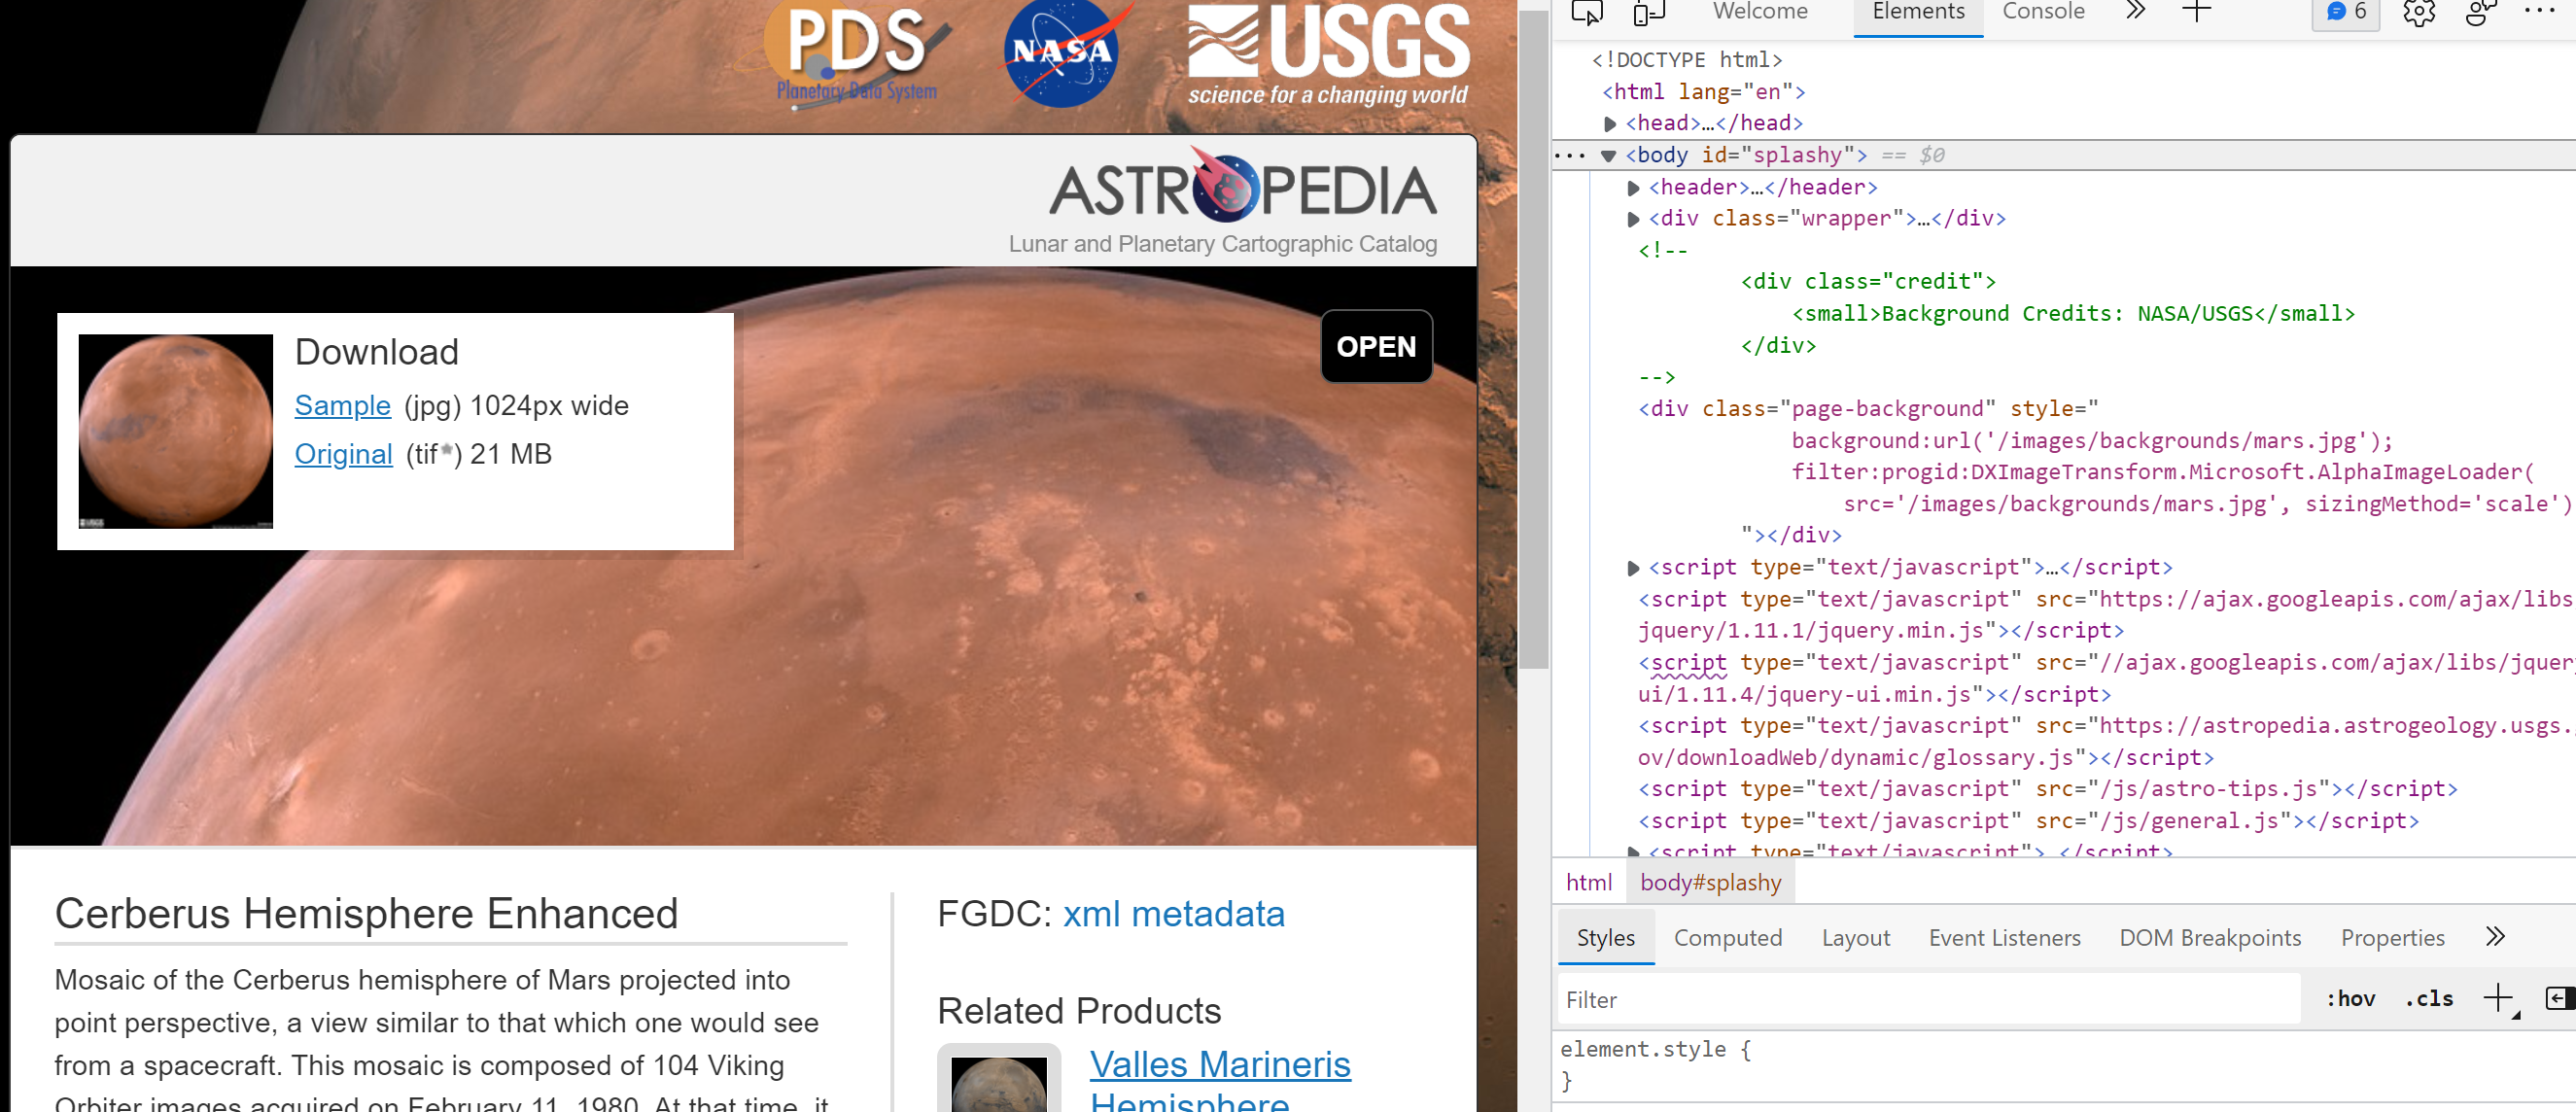 PDS
Planetary Data System
NASA
USGS
science for a changing world
ASTROPEDIA
Lunar and Planetary Cartographic Catalog
OPEN
Download
Sample (jpg) 1024px wide
Original (tif*) 21 MB
USGS
Cerberus Hemisphere Enhanced
Mosaic of the Cerberus hemisphere of Mars projected into
point perspective, a view similar to that which one would see
from a spacecraft. This mosaic is composed of 104 Viking
Orbiter images acquired on February 11, 1980. At that time, it
FGDC: xml metadata
Related Products
Valles Marineris
Hemisphere
Welcome
Elements
Console
6
<!DOCTYPE html>
<html lang="en">
<head>…</head>
<body id="splashy"> == $0
<header>…</header>
<div class="wrapper">…</div>
<!--
<div class="credit">
<small>Background Credits: NASA/USGS</small>
</div>
-->
<div class="page-background" style="
background:url('/images/backgrounds/mars.jpg');
filter:progid:DXImageTransform.Microsoft.AlphaImageLoader(
src='/images/backgrounds/mars.jpg', sizingMethod='scale')
"></div>
<script type="text/javascript">…</script>
<script type="text/javascript" src="https://ajax.googleapis.com/ajax/libs
jquery/1.11.1/jquery.min.js"></script>
<script type="text/javascript" src="//ajax.googleapis.com/ajax/libs/jquer
ui/1.11.4/jquery-ui.min.js"></script>
<script type="text/javascript" src="https://astropedia.astrogeology.usgs.
ov/downloadWeb/dynamic/glossary.js"></script>
<script type="text/javascript" src="/js/astro-tips.js"></script>
<script type="text/javascript" src="/js/general.js"></script>
<script type="text/javascript">…</script>
html body#splashy
Styles Computed Layout Event Listeners DOM Breakpoints Properties
Filter
:hov .cls
element.style {
}